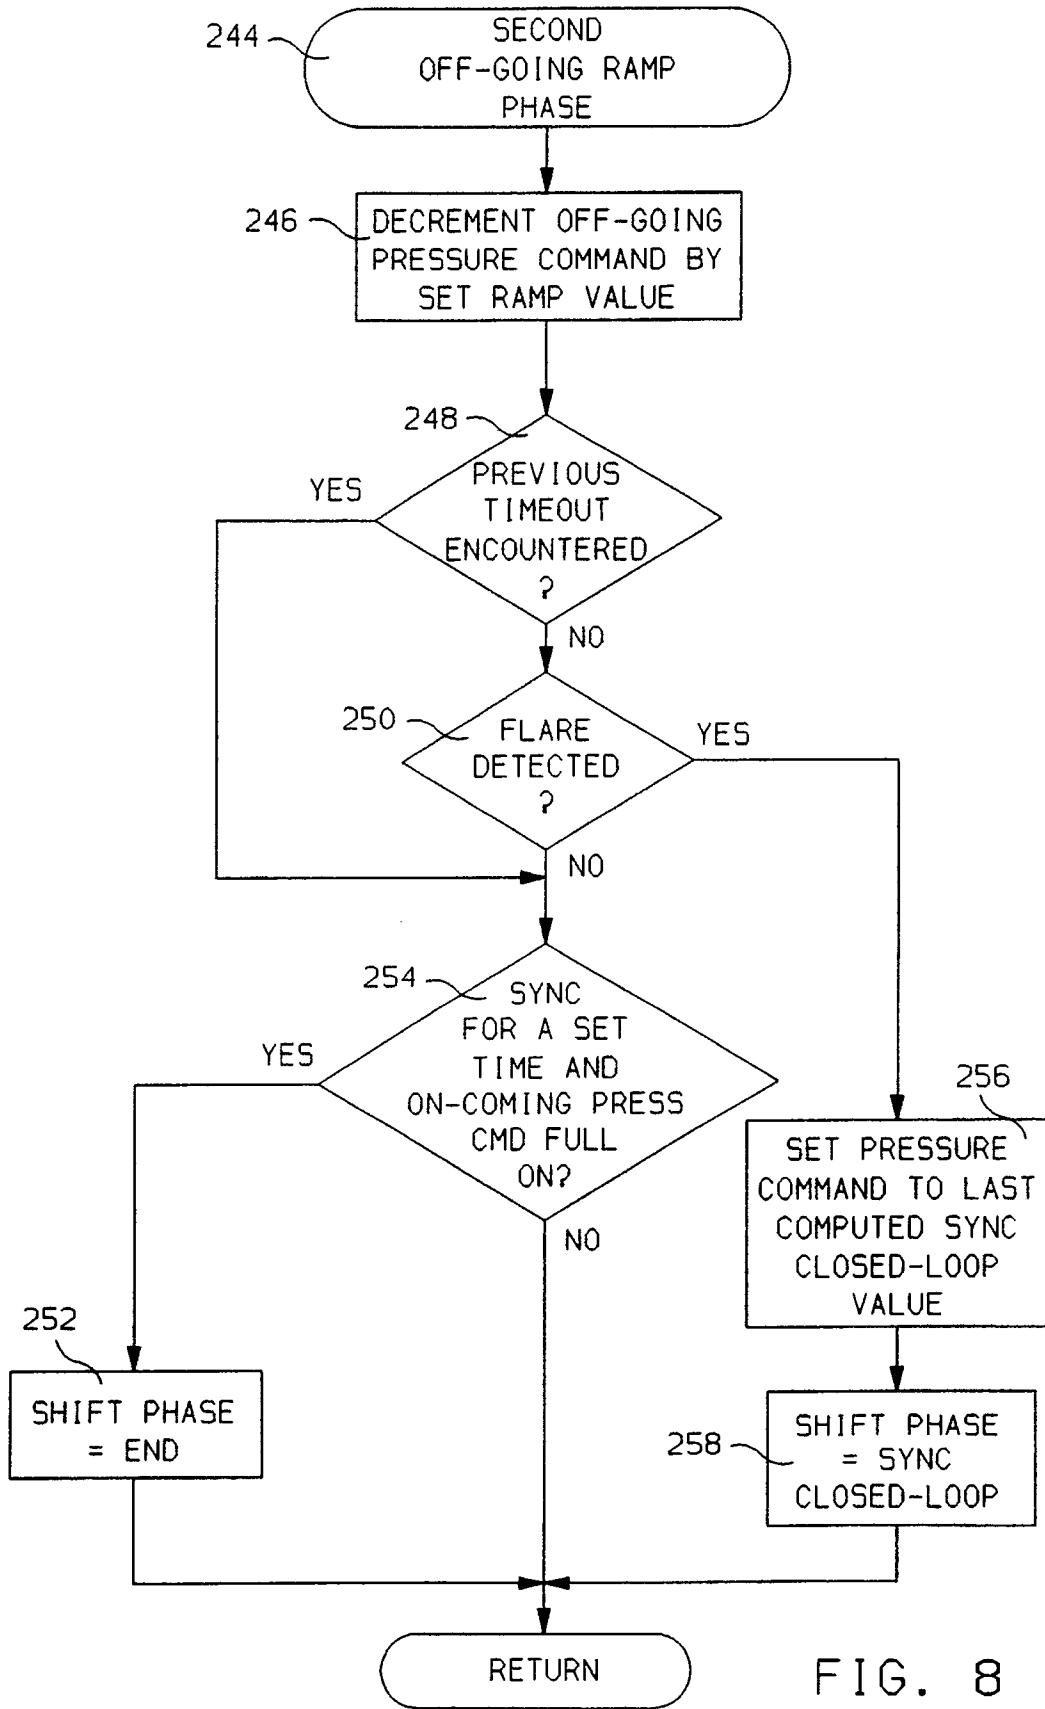 244
SECOND
OFF-GOING RAMP
PHASE
246
DECREMENT OFF-GOING
PRESSURE COMMAND BY
SET RAMP VALUE
248
PREVIOUS
TIMEOUT
ENCOUNTERED
?
YES
NO
250
FLARE
DETECTED
?
YES
NO
254
SYNC
FOR A SET
TIME AND
ON-COMING PRESS
CMD FULL
ON?
YES
NO
256
SET PRESSURE
COMMAND TO LAST
COMPUTED SYNC
CLOSED-LOOP
VALUE
252
SHIFT PHASE
= END
258
SHIFT PHASE
= SYNC
CLOSED-LOOP
RETURN
FIG. 8